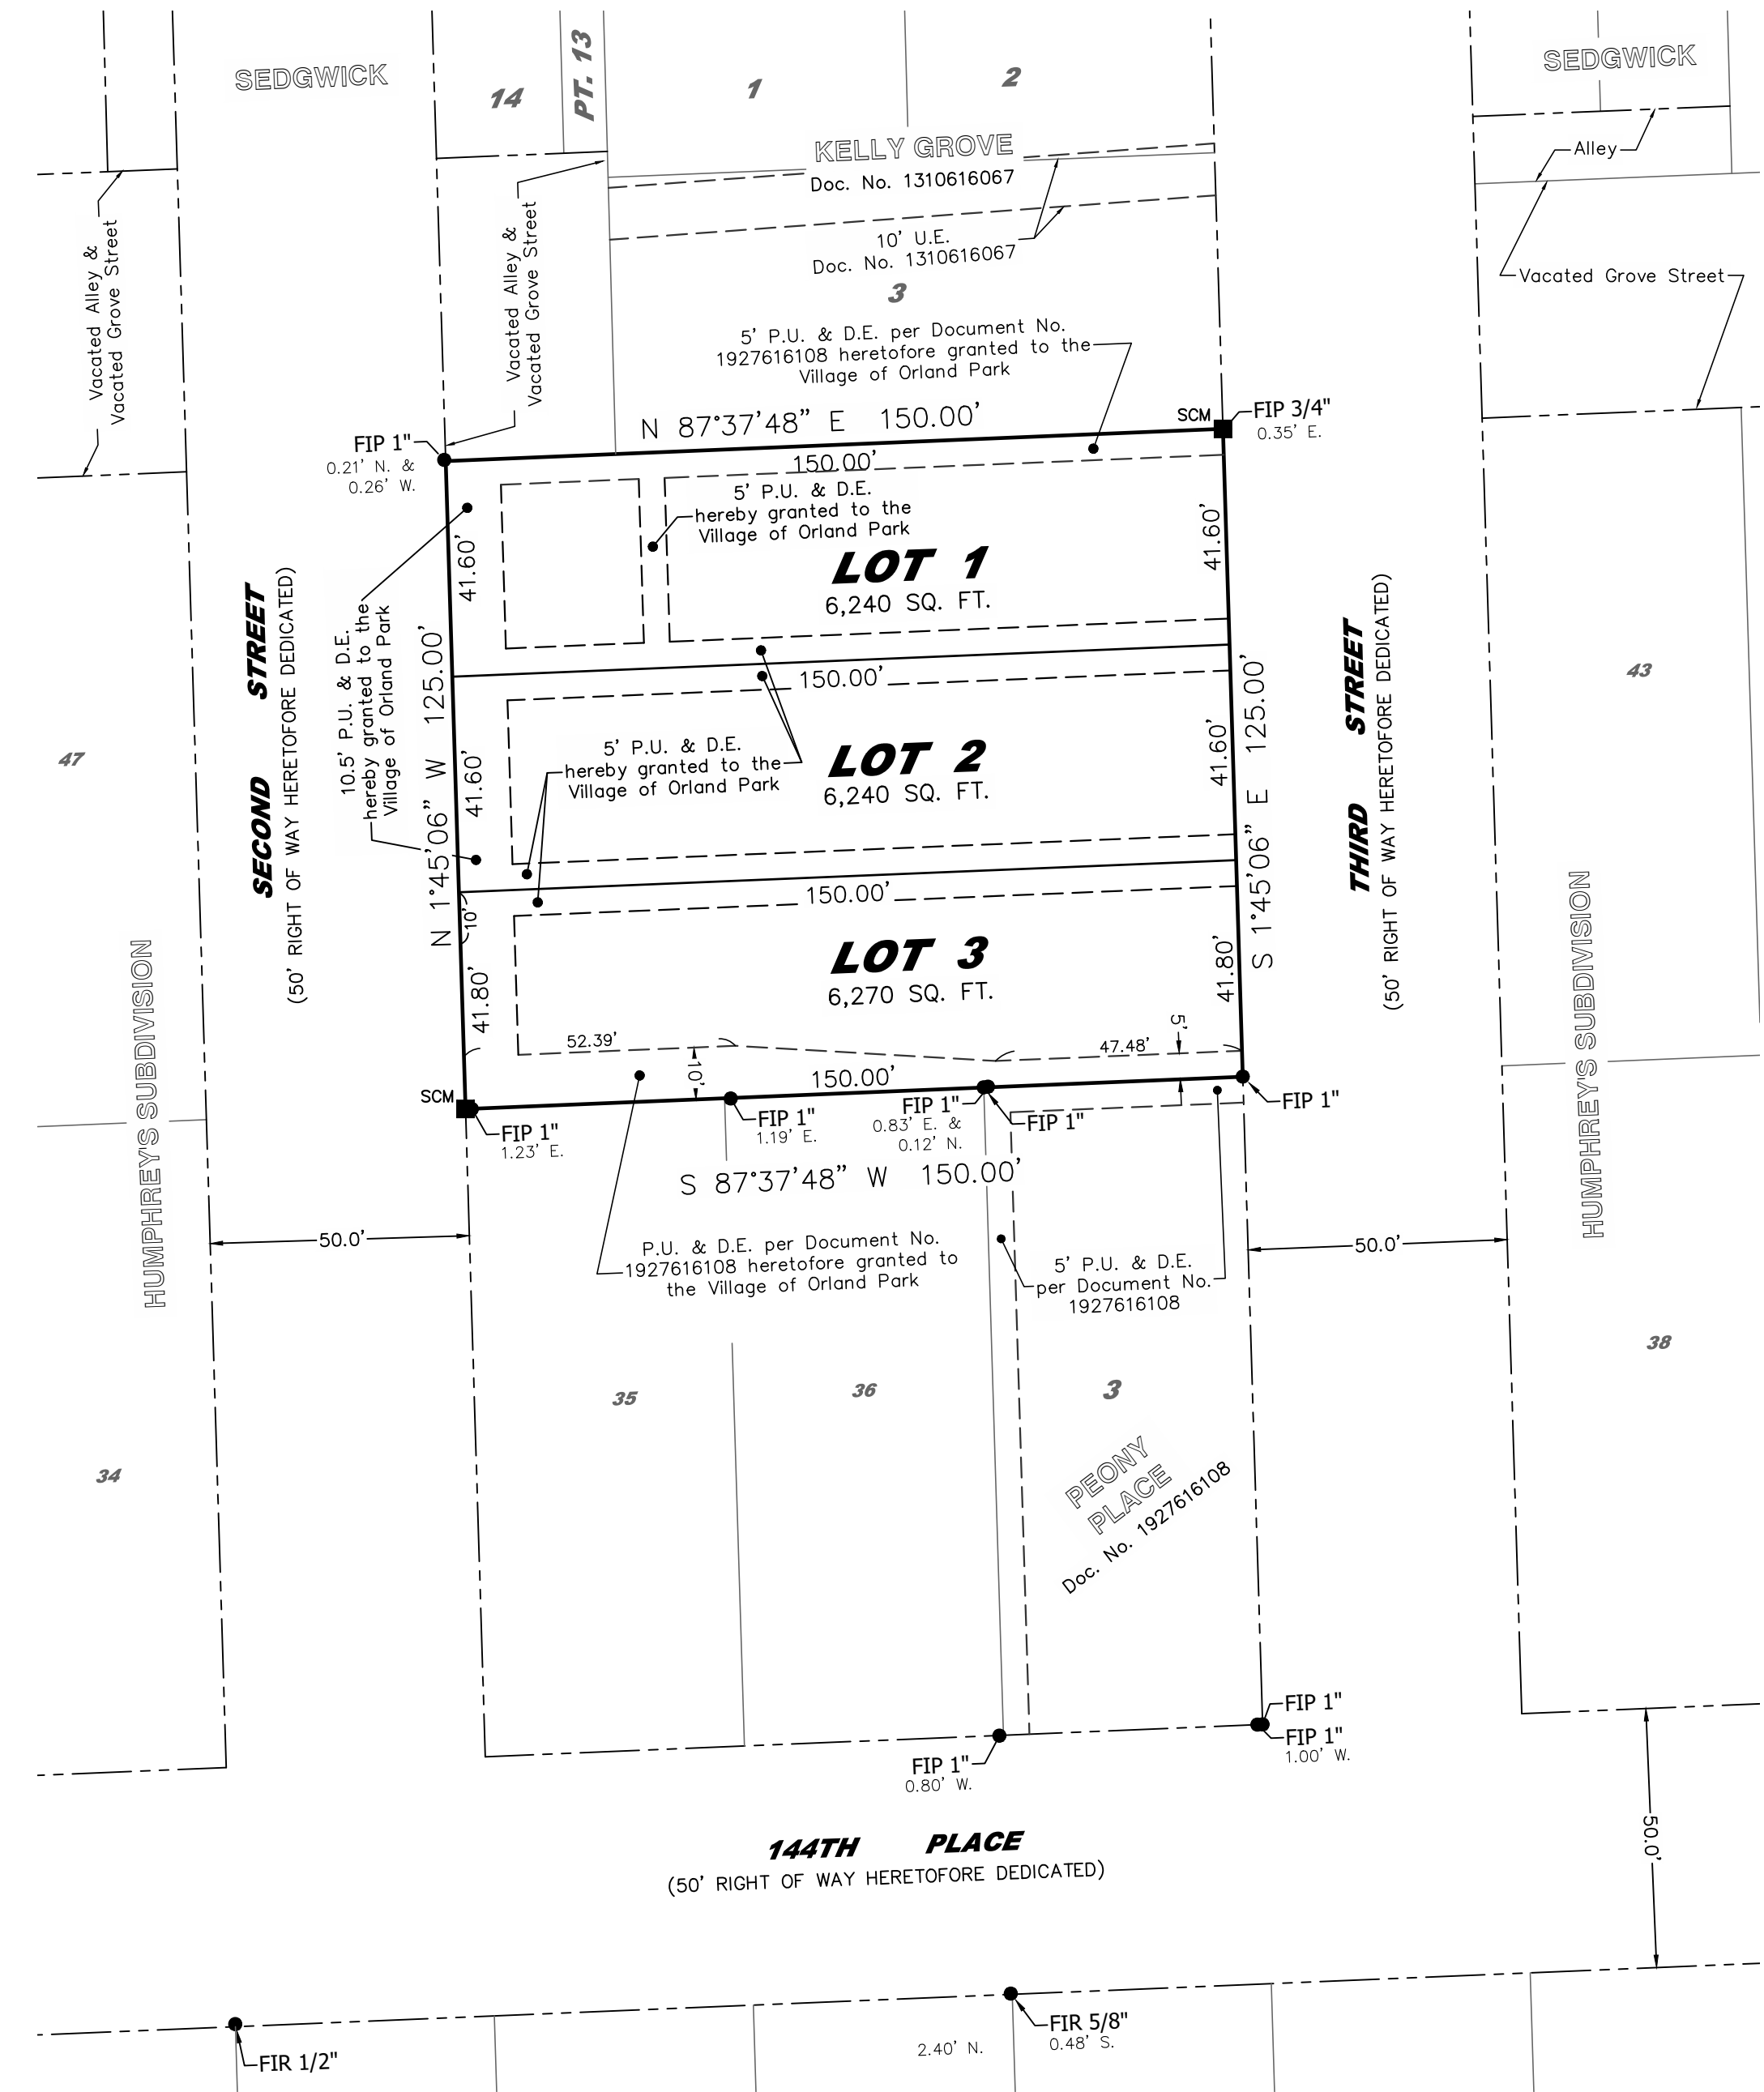 SEDGWICK
14
PT. 13
1
2
SEDGWICK
KELLY GROVE
Doc. No. 1310616067
Alley
10' U.E.
Doc. No. 1310616067
3
Vacated Alley &
Vacated Grove Street
Vacated Alley &
Vacated Grove Street
Vacated Grove Street
5' P.U. & D.E. per Document No.
1927616108 heretofore granted to the
Village of Orland Park
N 87°37'48" E 150.00'
SCM
FIP 3/4"
0.35' E.
FIP 1"
0.21' N. &
0.26' W.
150.00'
5' P.U. & D.E.
hereby granted to the
Village of Orland Park
41.60'
41.60'
LOT 1
6,240 SQ. FT.
SECOND STREET
(50' RIGHT OF WAY HERETOFORE DEDICATED)
10.5' P.U. & D.E.
hereby granted to the
Village of Orland Park
N 1°45'06" W 125.00'
150.00'
5' P.U. & D.E.
hereby granted to the
Village of Orland Park
41.60'
41.60'
LOT 2
6,240 SQ. FT.
S 1°45'06" E 125.00'
THIRD STREET
(50' RIGHT OF WAY HERETOFORE DEDICATED)
43
47
150.00'
10'
41.80'
41.80'
LOT 3
6,270 SQ. FT.
52.39'
47.48'
5'
10'
150.00'
SCM
FIP 1"
1.23' E.
FIP 1"
1.19' E.
FIP 1"
0.83' E. &
0.12' N.
FIP 1"
FIP 1"
S 87°37'48" W 150.00'
HUMPHREY'S SUBDIVISION
HUMPHREY'S SUBDIVISION
50.0'
50.0'
P.U. & D.E. per Document No.
1927616108 heretofore granted to
the Village of Orland Park
5' P.U. & D.E.
per Document No.
1927616108
35
36
3
38
34
PEONY
PLACE
Doc. No. 1927616108
FIP 1"
FIP 1"
1.00' W.
FIP 1"
0.80' W.
144TH PLACE
(50' RIGHT OF WAY HERETOFORE DEDICATED)
50.0'
FIR 1/2"
2.40' N.
FIR 5/8"
0.48' S.